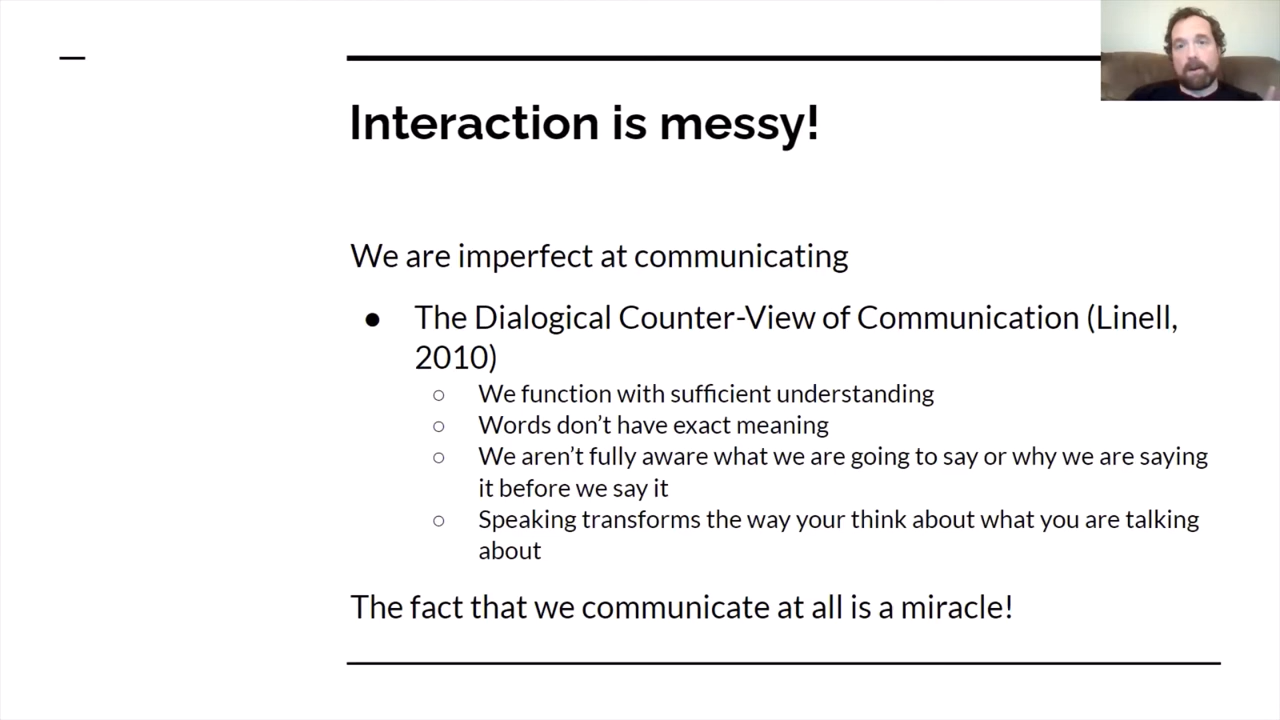 Interaction is messy!
We are imperfect at communicating
● The Dialogical Counter-View of Communication (Linell,
2010)
○ We function with sufficient understanding
○ Words don’t have exact meaning
○ We aren’t fully aware what we are going to say or why we are saying
it before we say it
○ Speaking transforms the way your think about what you are talking
about
The fact that we communicate at all is a miracle!